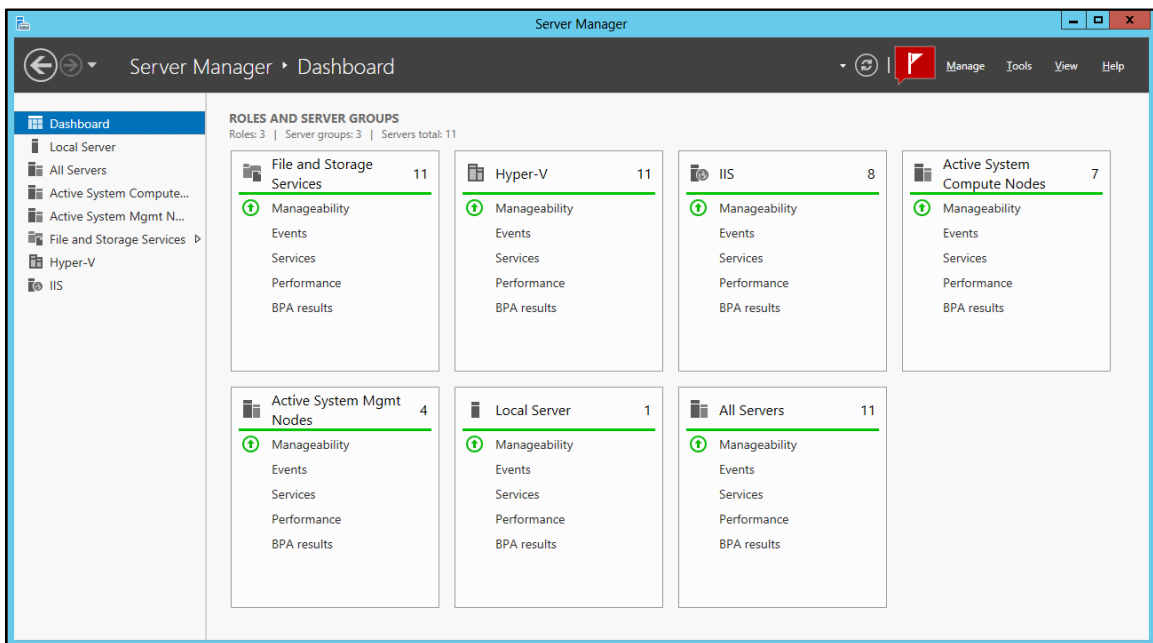 Server Manager
Server Manager ‣ Dashboard
Manage Tools View Help
Dashboard
Local Server
All Servers
Active System Compute...
Active System Mgmt N...
File and Storage Services
Hyper-V
IIS
ROLES AND SERVER GROUPS
Roles: 3 | Server groups: 3 | Servers total: 11
File and Storage
Services 11
Manageability
Events
Services
Performance
BPA results
Hyper-V 11
Manageability
Events
Services
Performance
BPA results
IIS 8
Manageability
Events
Services
Performance
BPA results
Active System
Compute Nodes 7
Manageability
Events
Services
Performance
BPA results
Active System Mgmt
Nodes 4
Manageability
Events
Services
Performance
BPA results
Local Server 1
Manageability
Events
Services
Performance
BPA results
All Servers 11
Manageability
Events
Services
Performance
BPA results